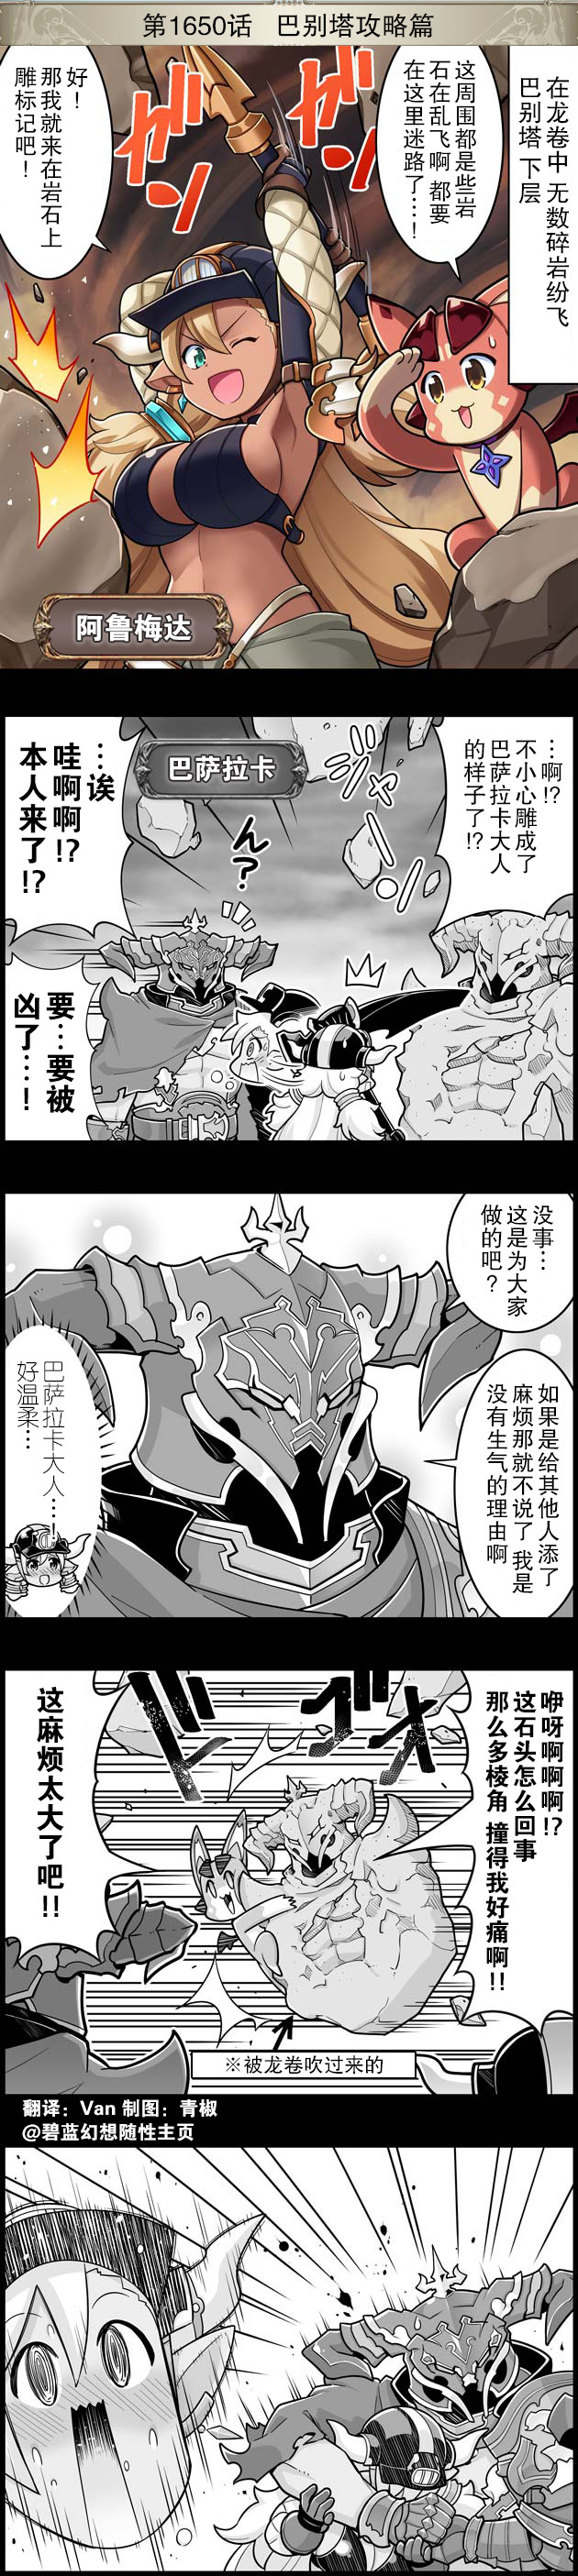 第1650话　巴别塔攻略篇
在龙卷中 无数碎岩纷飞
巴别塔 下层
这周围都是些岩
石在乱飞啊 都要
在这里迷路了…！
好！
那我就来在岩石上
雕标记吧！
ガンガン
阿鲁梅达
…啊!?
不小心雕成了
巴萨拉卡大人
的样子了!?
ジャーン
巴萨拉卡
ん？
…诶
哇啊啊!?
本人来了!?
要…要被
凶了…！
没事…
这是为大家
做的吧？
如果是给其他人添了
麻烦那就不说了 我是
没有生气的理由啊
巴萨拉卡大人…！
好温柔…
咿呀啊啊啊!?
这石头怎么回事
那么多棱角 撞得我好痛啊!!
这麻烦太大了吧!!
※被龙卷吹过来的
翻译：Van 制图：青椒
@碧蓝幻想随性主页